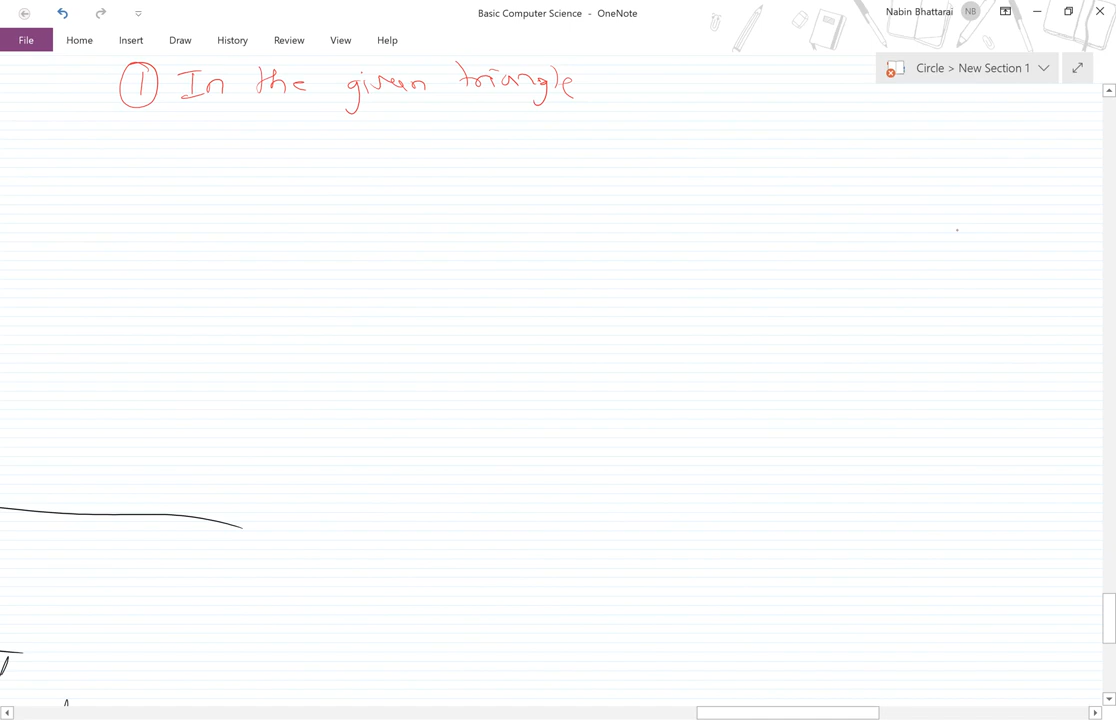 Basic Computer Science - OneNote
Nabin Bhattarai NB
File Home Insert Draw History Review View Help
Circle > New Section 1
① In the given triangle